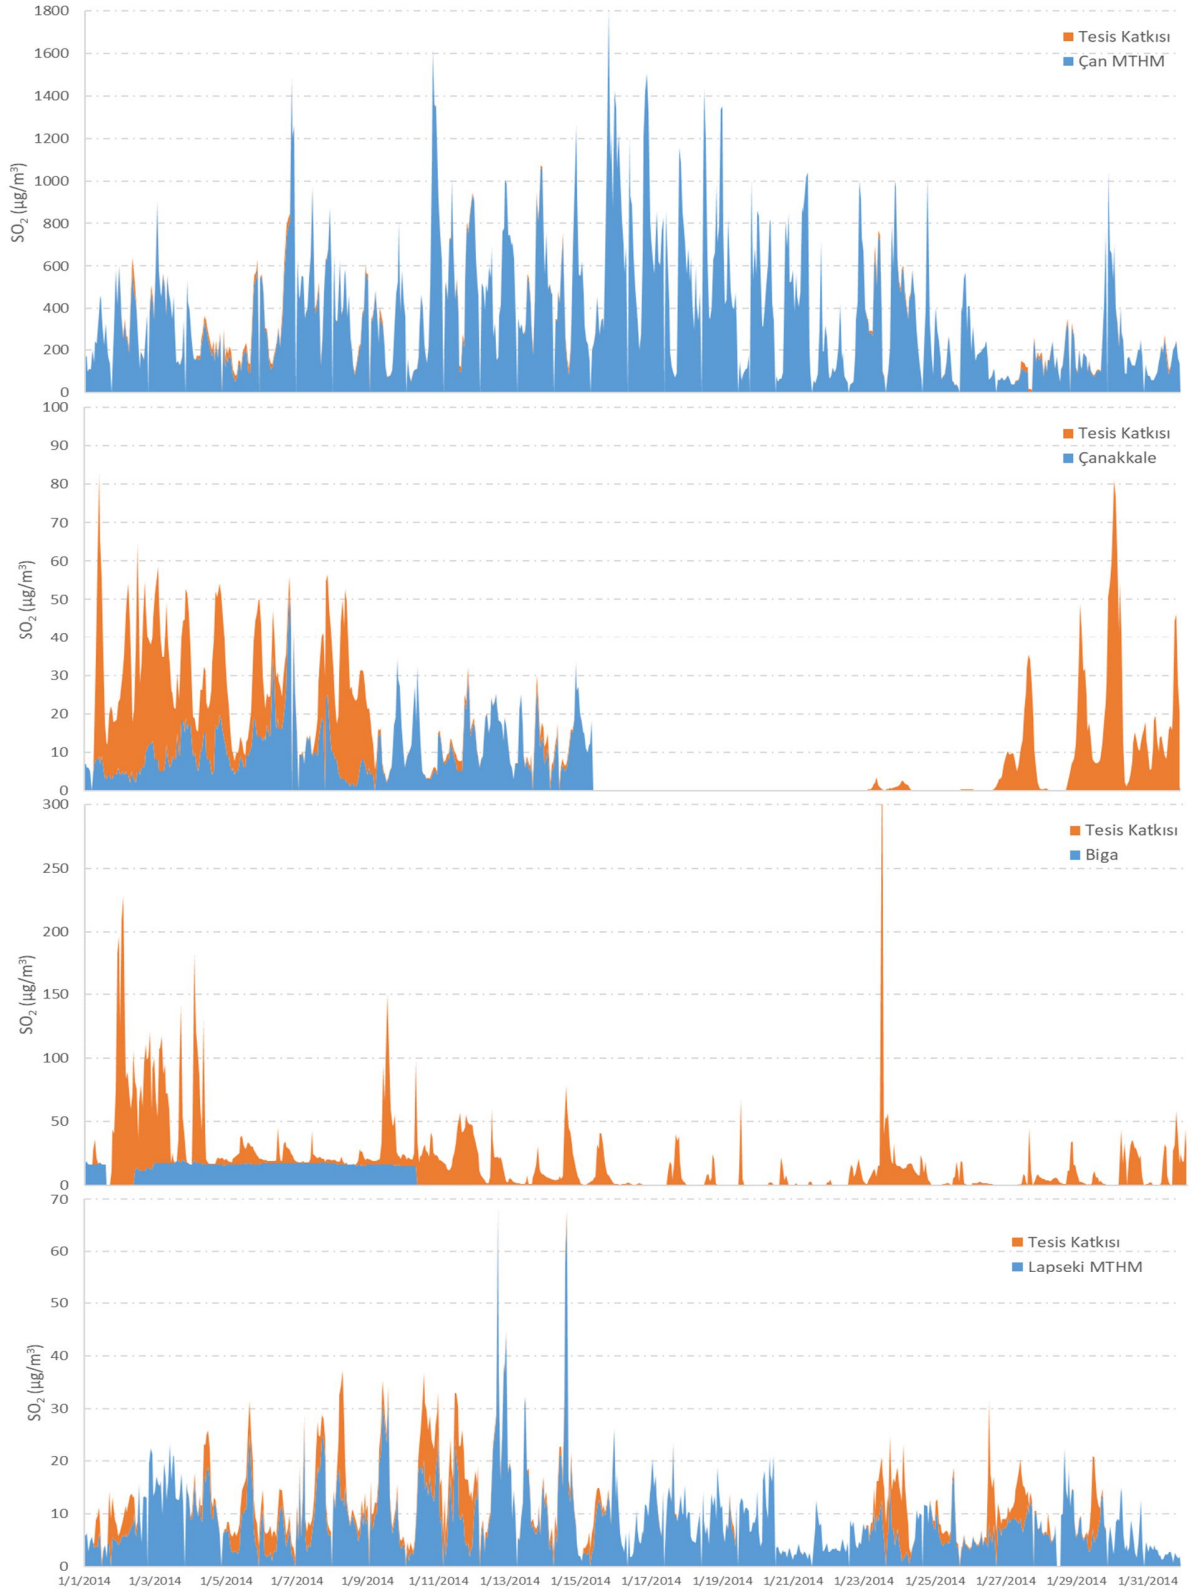 1800
1600
1400
1200
1000
800
600
400
200
0
SO₂ (µg/m³)
Tesis Katkısı
Çan MTHM
100
90
80
70
60
50
40
30
20
10
0
SO₂ (µg/m³)
Tesis Katkısı
Çanakkale
300
250
200
150
100
50
0
SO₂ (µg/m³)
Tesis Katkısı
Biga
70
60
50
40
30
20
10
0
SO₂ (µg/m³)
Tesis Katkısı
Lapseki MTHM
1/1/2014 1/3/2014 1/5/2014 1/7/2014 1/9/2014 1/11/2014 1/13/2014 1/15/2014 1/17/2014 1/19/2014 1/21/2014 1/23/2014 1/25/2014 1/27/2014 1/29/2014 1/31/2014